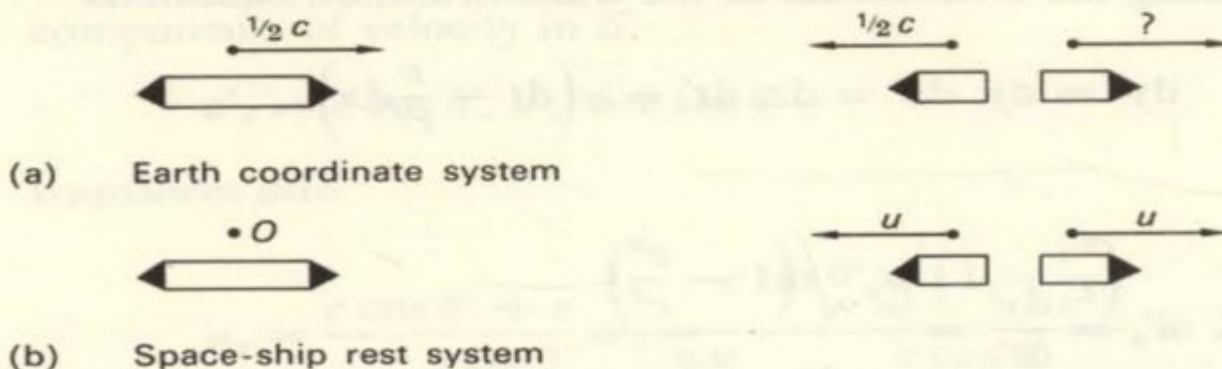 ½ c ½ c ?
(a) Earth coordinate system
• O u u
(b) Space-ship rest system